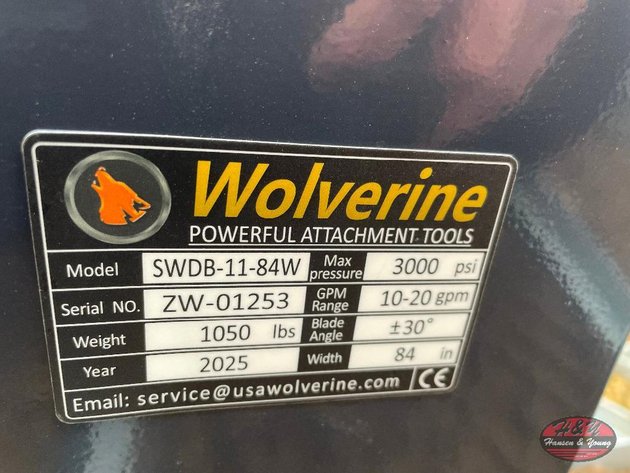 Wolverine
POWERFUL ATTACHMENT TOOLS
Model SWDB-11-84W Max pressure 3000 psi
Serial NO. ZW-01253 GPM Range 10-20 gpm
Weight 1050 lbs Blade Angle ±30°
Year 2025 Width 84 in
Email: service@usawolverine.com CE
H&Y
Hansen & Young